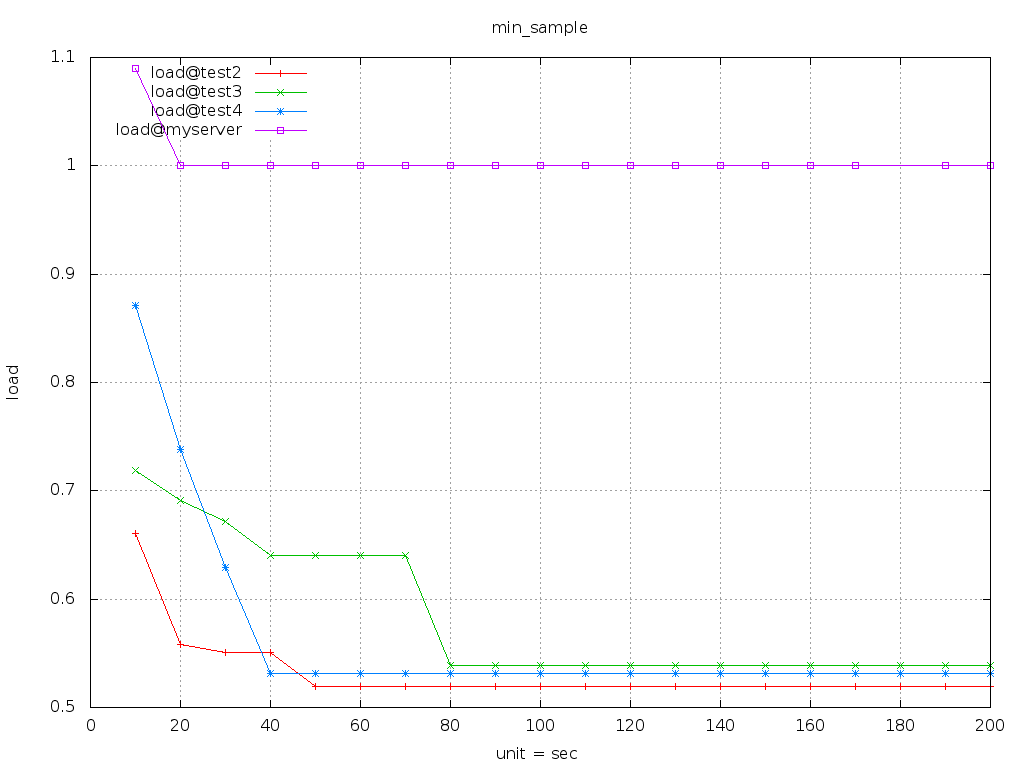 min_sample
1.1
1
0.9
0.8
0.7
0.6
0.5
load
load@test2
load@test3
load@test4
load@myserver
0 20 40 60 80 100 120 140 160 180 200
unit = sec